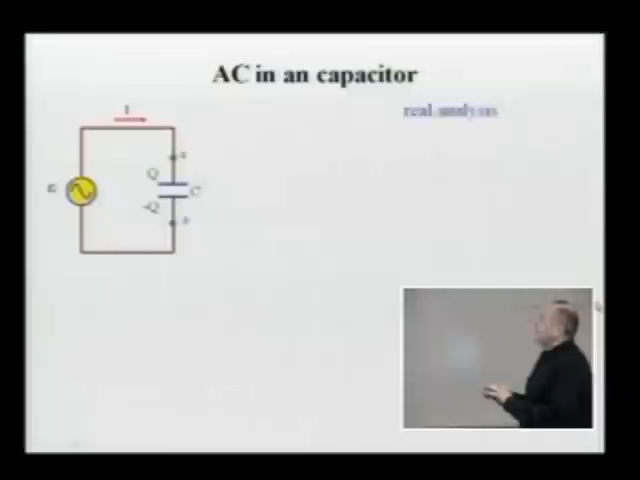 AC in an capacitor
real analysis
I
Q
C
-Q